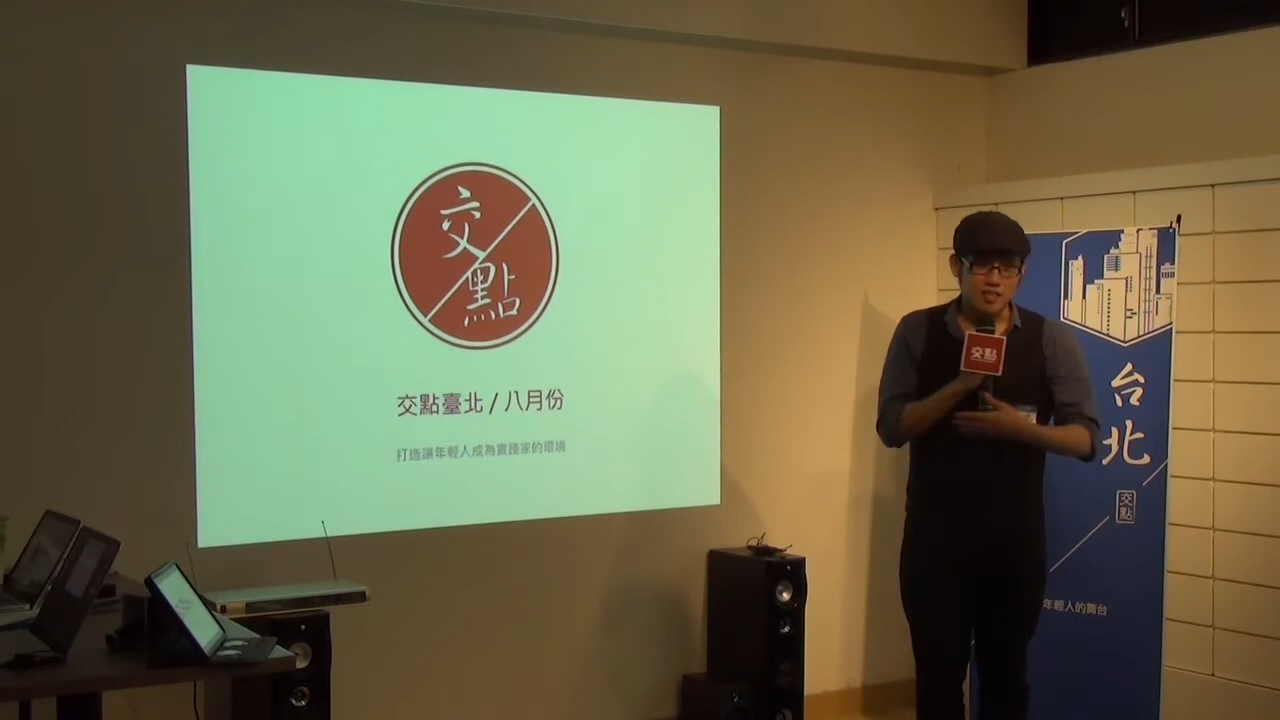 交
點
交點臺北 / 八月份
打造讓年輕人成為實踐家的環境
交點
台
北
交點
年輕人的舞台